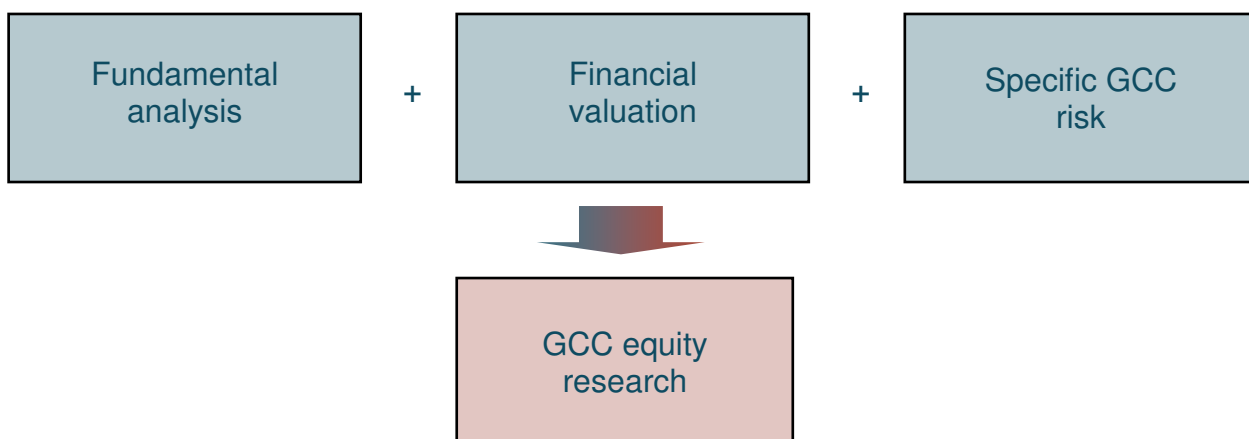 Fundamental
analysis
+
Financial
valuation
+
Specific GCC
risk
GCC equity
research